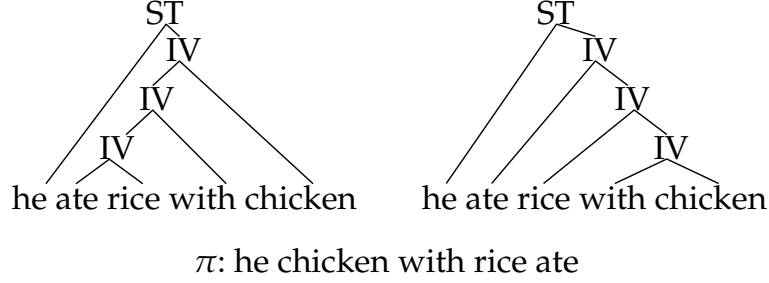 ST ST
IV IV
IV IV
IV IV
he ate rice with chicken he ate rice with chicken
π: he chicken with rice ate